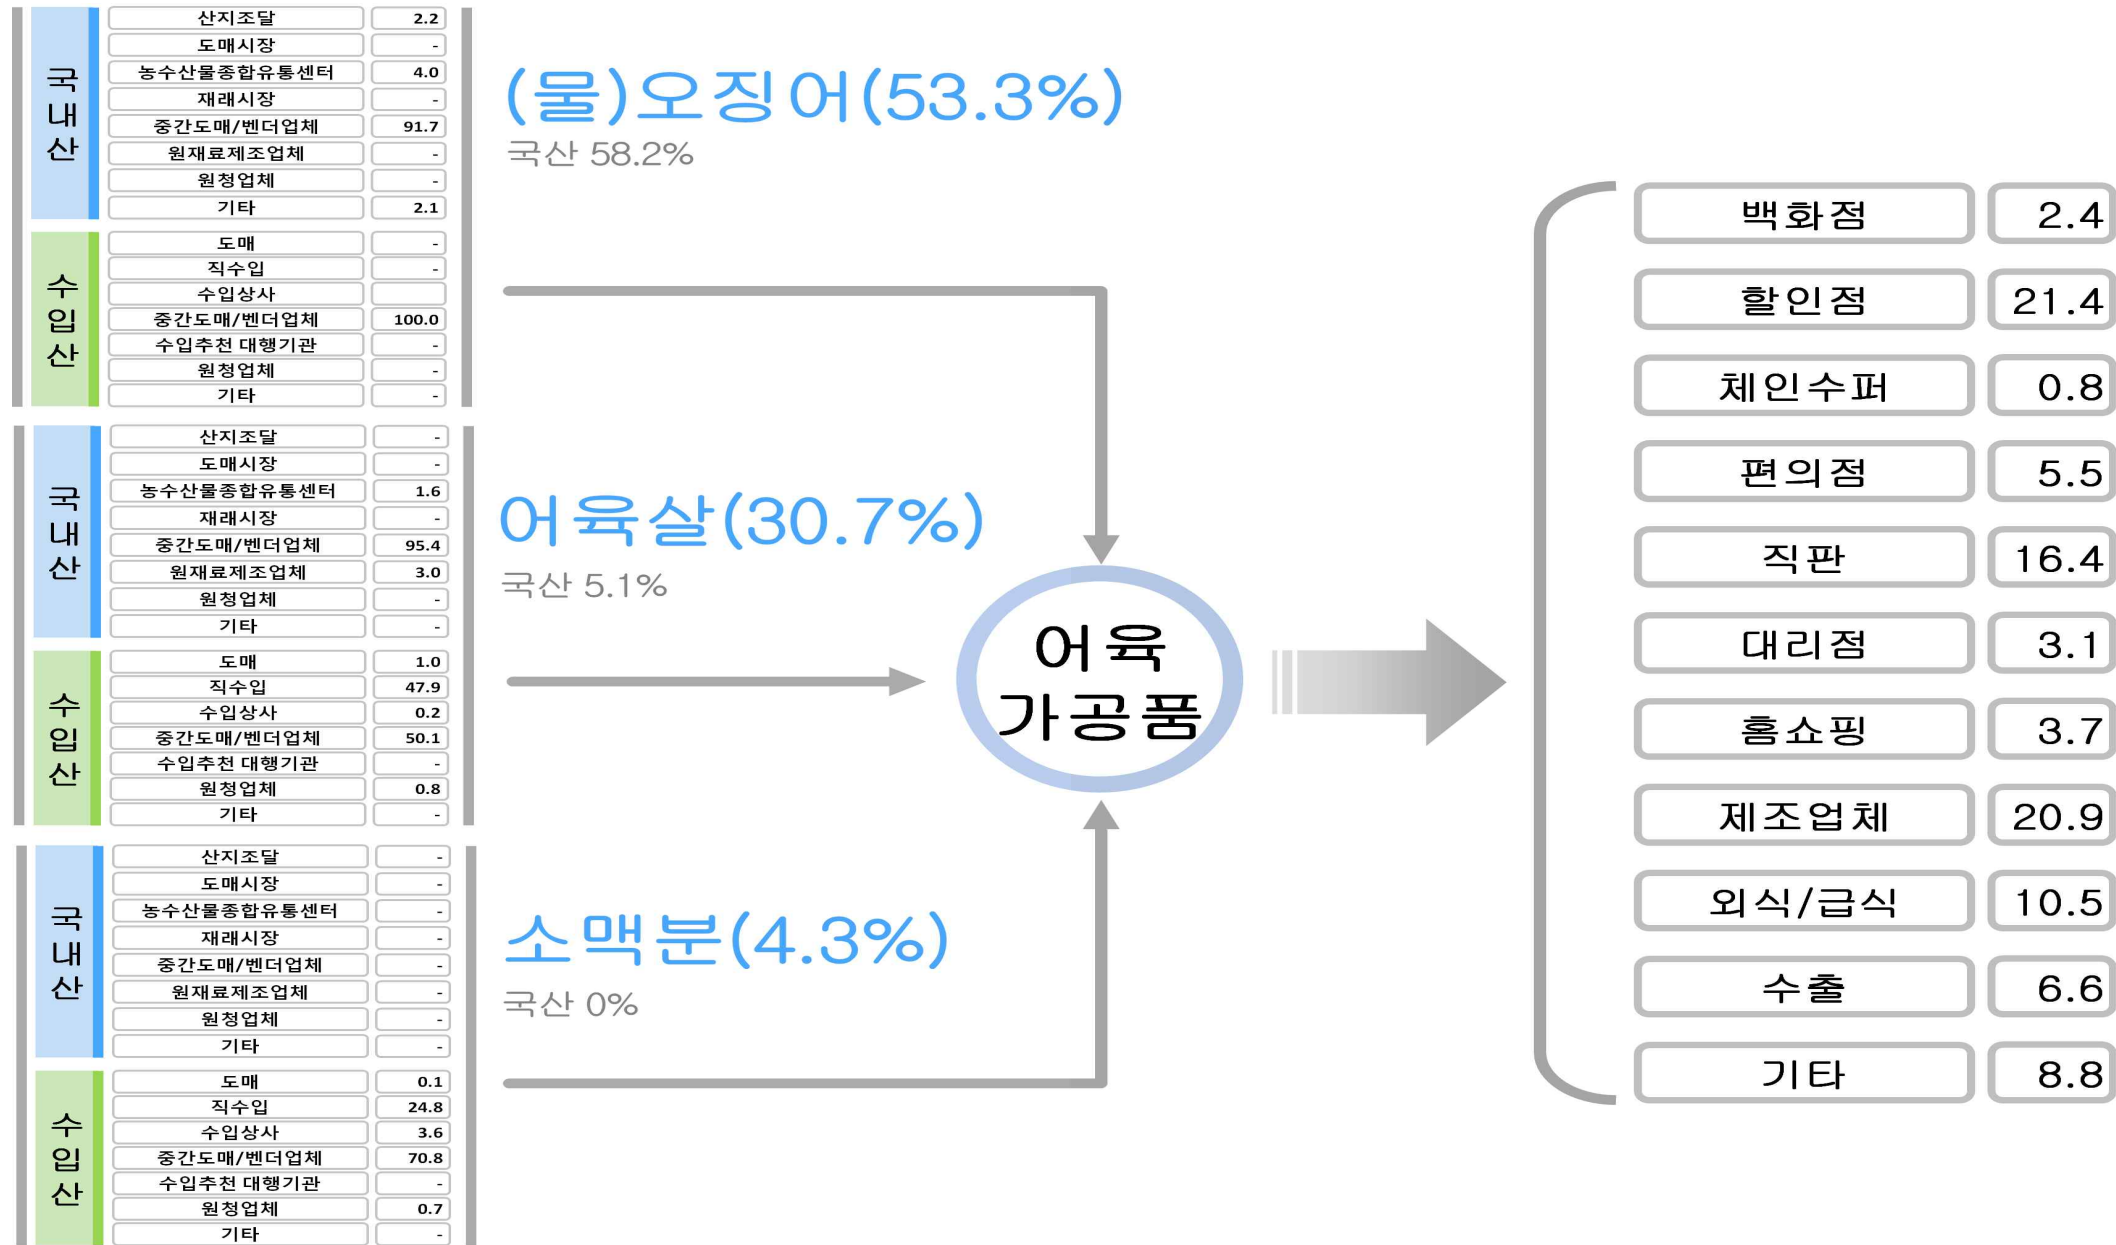 국내산
산지조달 2.2
도매시장 -
농수산물종합유통센터 4.0
재래시장 -
중간도매/벤더업체 91.7
원재료제조업체 -
원청업체 -
기타 2.1
수입산
도매 -
직수입 -
수입상사
중간도매/벤더업체 100.0
수입추천 대행기관 -
원청업체 -
기타 -
(물)오징어(53.3%)
국산 58.2%
국내산
산지조달 -
도매시장 -
농수산물종합유통센터 1.6
재래시장 -
중간도매/벤더업체 95.4
원재료제조업체 3.0
원청업체 -
기타 -
수입산
도매 1.0
직수입 47.9
수입상사 0.2
중간도매/벤더업체 50.1
수입추천 대행기관 -
원청업체 0.8
기타 -
어육살(30.7%)
국산 5.1%
국내산
산지조달 -
도매시장 -
농수산물종합유통센터 -
재래시장 -
중간도매/벤더업체 -
원재료제조업체 -
원청업체 -
기타 -
수입산
도매 0.1
직수입 24.8
수입상사 3.6
중간도매/벤더업체 70.8
수입추천 대행기관 -
원청업체 0.7
기타 -
소맥분(4.3%)
국산 0%
어육
가공품
백화점 2.4
할인점 21.4
체인수퍼 0.8
편의점 5.5
직판 16.4
대리점 3.1
홈쇼핑 3.7
제조업체 20.9
외식/급식 10.5
수출 6.6
기타 8.8